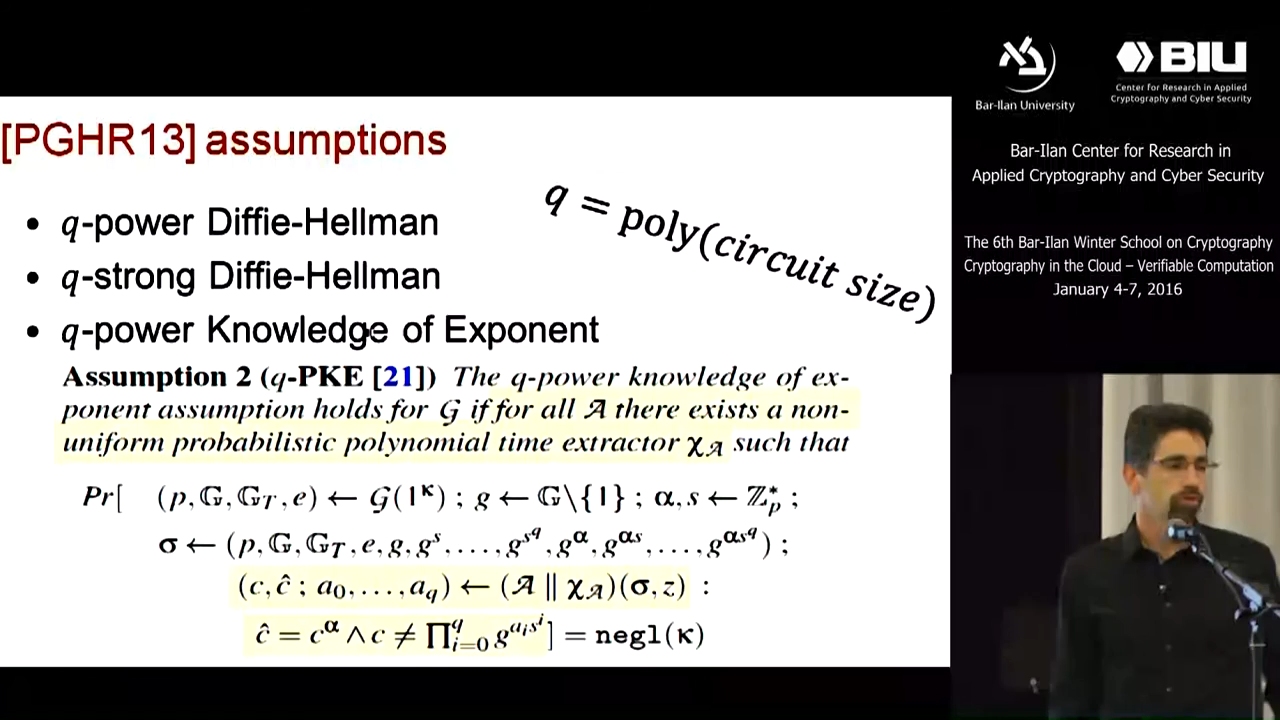 [PGHR13] assumptions
• q-power Diffie-Hellman
• q-strong Diffie-Hellman
• q-power Knowledge of Exponent
q = poly(circuit size)
Assumption 2 (q-PKE [21]) The q-power knowledge of ex-
ponent assumption holds for 𝒢 if for all 𝒜 there exists a non-
uniform probabilistic polynomial time extractor χ_𝒜 such that
Pr[ (p, 𝔾, 𝔾_T, e) ← 𝒢(1^κ) ; g ← 𝔾\{1} ; α, s ← ℤ*_p ;
σ ← (p, 𝔾, 𝔾_T, e, g, g^s, . . . , g^{s^q}, g^α, g^{αs}, . . . , g^{αs^q}) ;
(c, ĉ ; a_0, . . . , a_q) ← (𝒜 ∥ χ_𝒜)(σ, z) :
ĉ = c^α ∧ c ≠ ∏_{i=0}^q g^{a_i s^i}] = negl(κ)
Bar-Ilan University
BIU
Center for Research in Applied
Cryptography and Cyber Security
Bar-Ilan Center for Research in
Applied Cryptography and Cyber Security
The 6th Bar-Ilan Winter School on Cryptography
Cryptography in the Cloud – Verifiable Computation
January 4-7, 2016